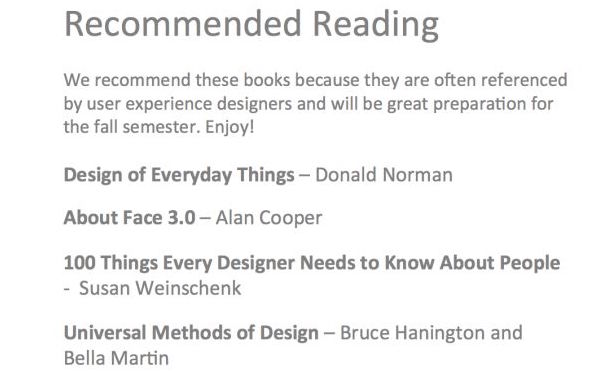 Recommended Reading
We recommend these books because they are often referenced
by user experience designers and will be great preparation for
the fall semester. Enjoy!
Design of Everyday Things – Donald Norman
About Face 3.0 – Alan Cooper
100 Things Every Designer Needs to Know About People
- Susan Weinschenk
Universal Methods of Design – Bruce Hanington and
Bella Martin